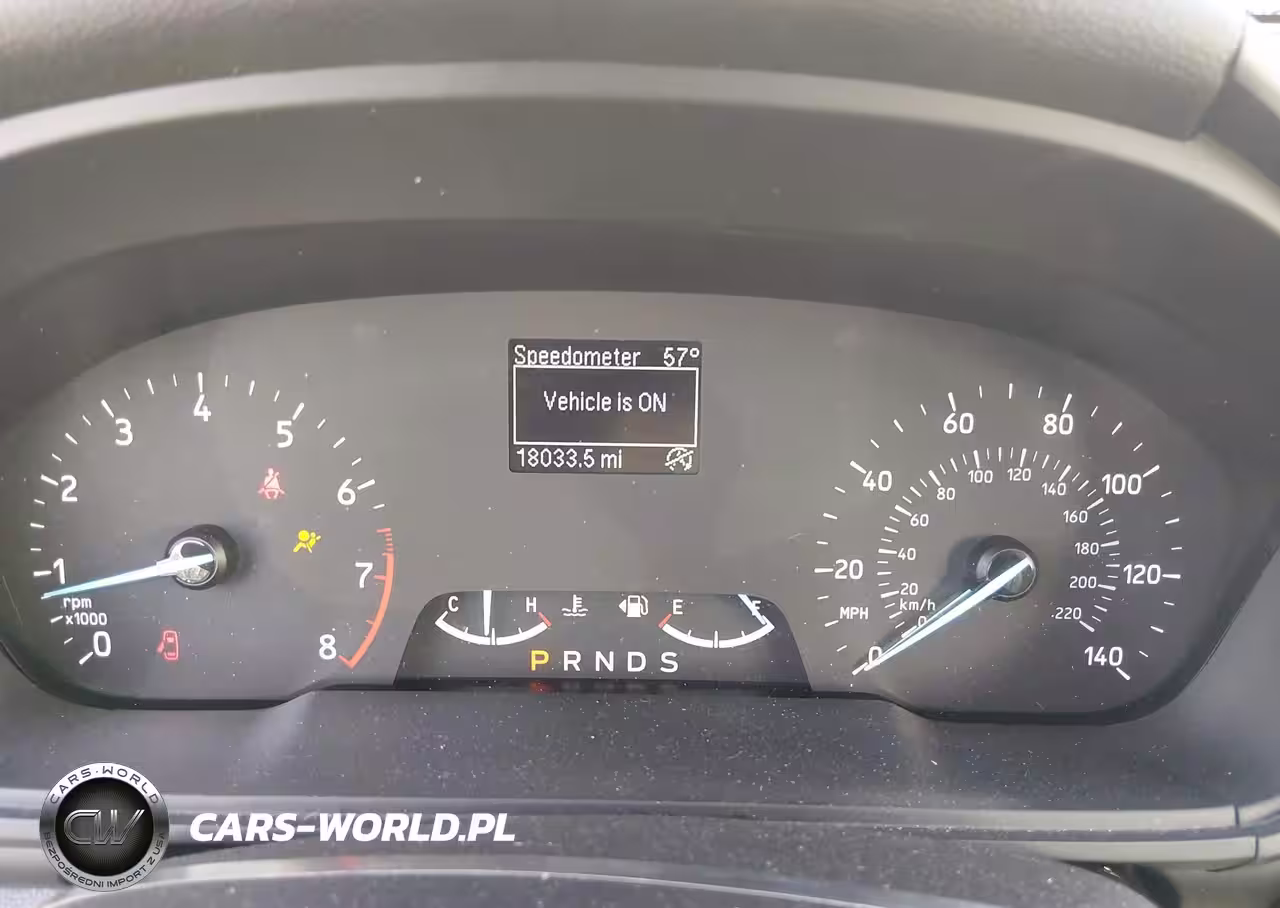 Speedometer 57°
Vehicle is ON
18033.5 mi
0 1 2 3 4 5 6 7 8
rpm
x1000
C H E F
P R N D S
0 20 40 60 80 100 120 140
MPH
0 20 40 60 80 100 120 140 160 180 200 220
km/h
CARS-WORLD
CW
BEZPOŚREDNI IMPORT Z USA
CARS-WORLD.PL